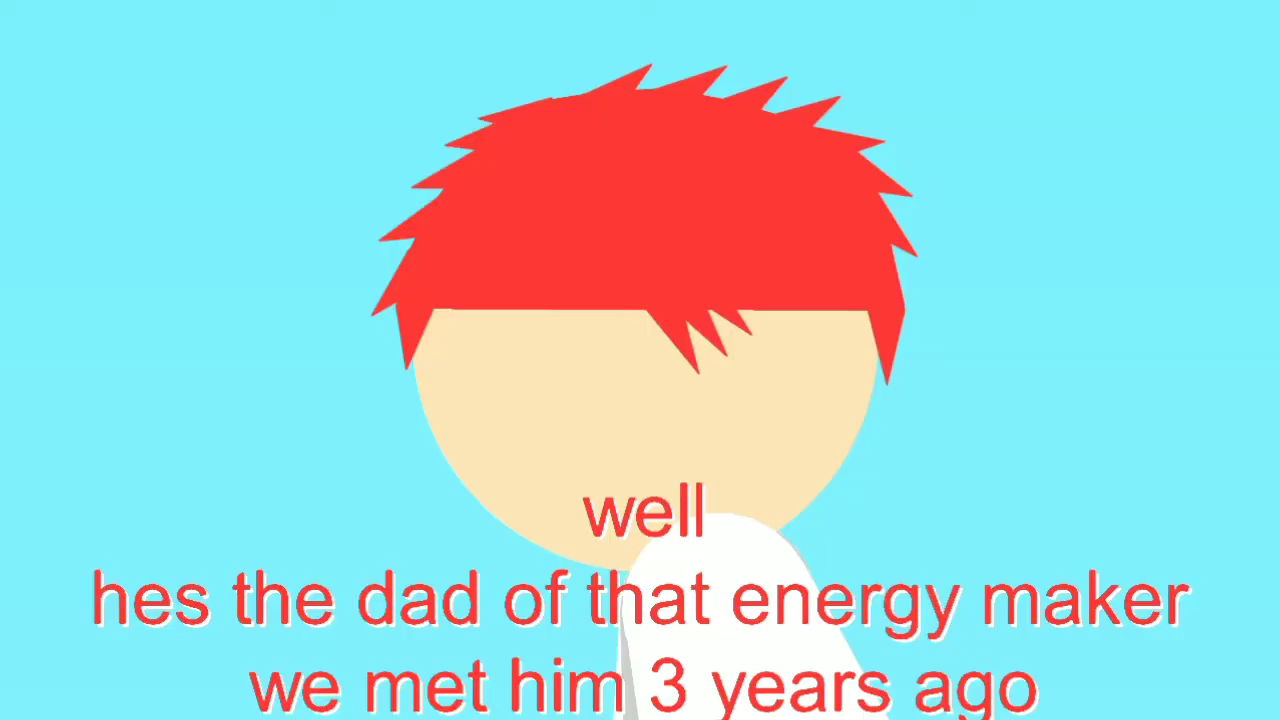 well
hes the dad of that energy maker
we met him 3 years ago